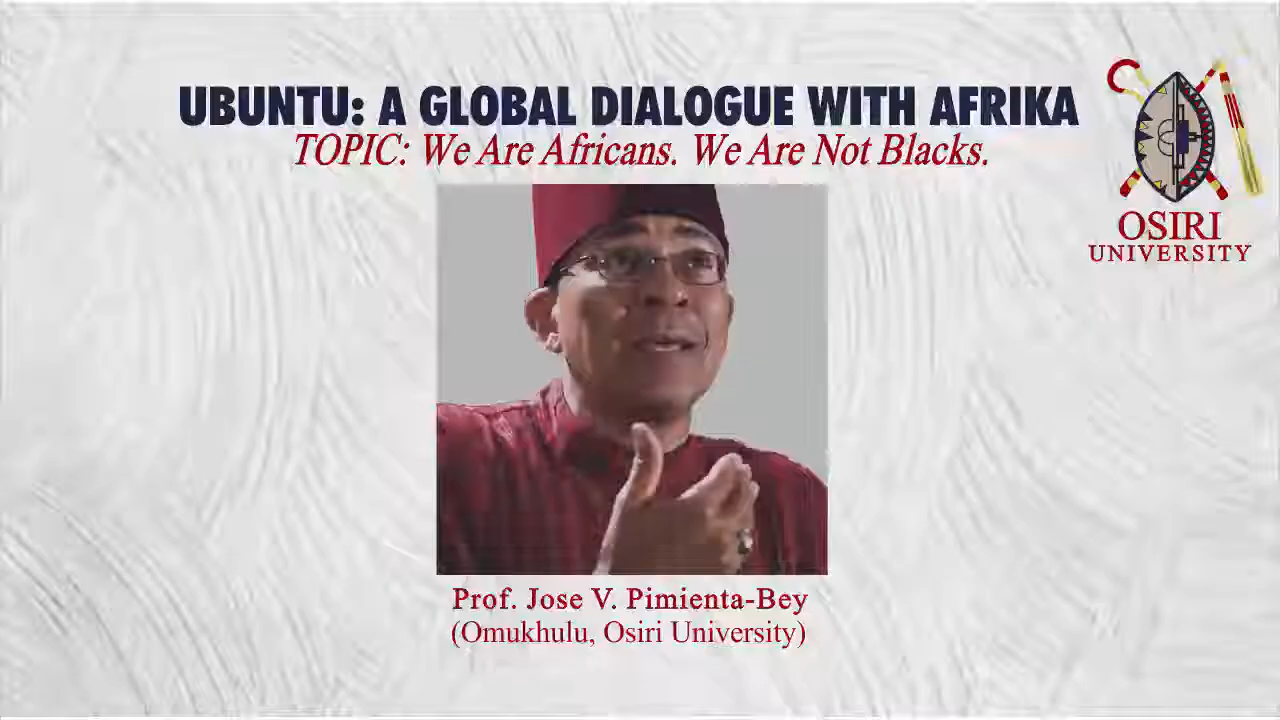 UBUNTU: A GLOBAL DIALOGUE WITH AFRIKA
TOPIC: We Are Africans. We Are Not Blacks.
OSIRI
UNIVERSITY
Prof. Jose V. Pimienta-Bey
(Omukhulu, Osiri University)